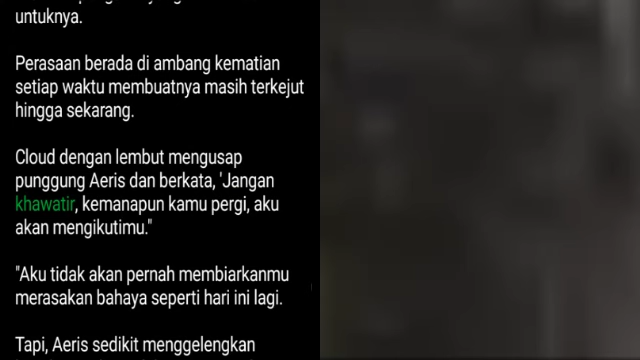 untuknya.
Perasaan berada di ambang kematian
setiap waktu membuatnya masih terkejut
hingga sekarang.
Cloud dengan lembut mengusap
punggung Aeris dan berkata, 'Jangan
khawatir, kemanapun kamu pergi, aku
akan mengikutimu."
"Aku tidak akan pernah membiarkanmu
merasakan bahaya seperti hari ini lagi.
Tapi, Aeris sedikit menggelengkan